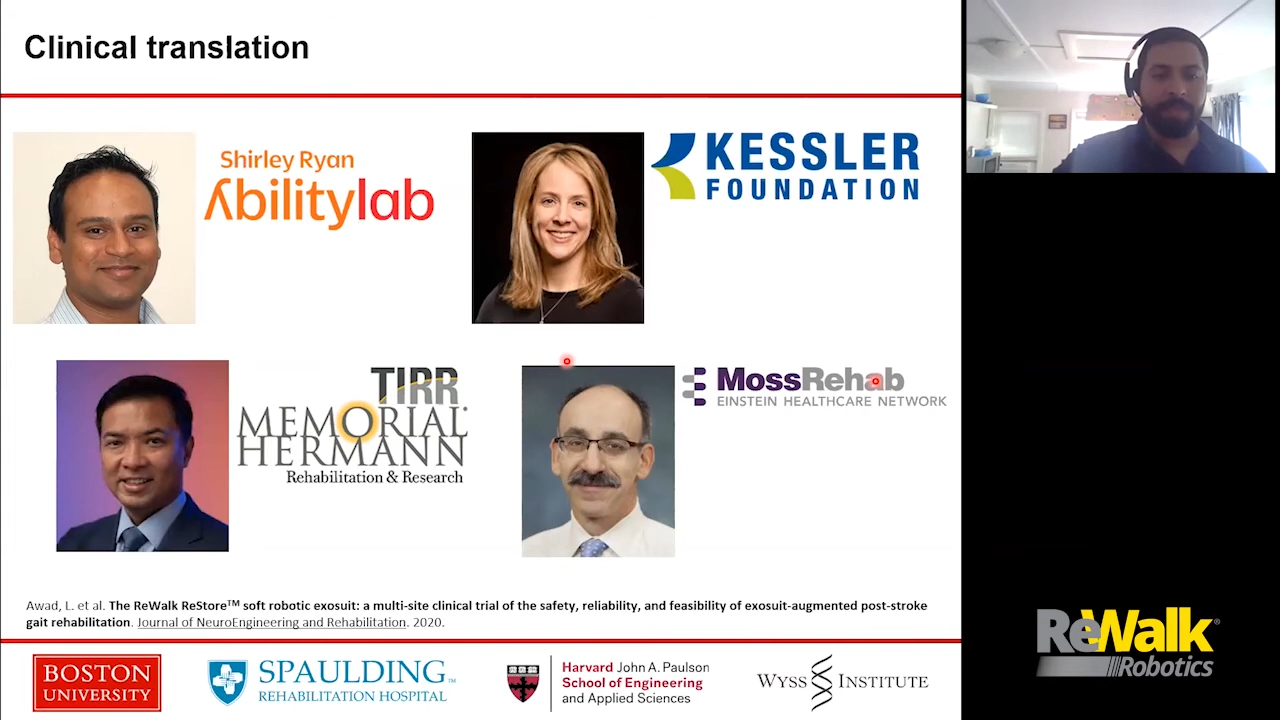 Clinical translation
Shirley Ryan
Abilitylab
KESSLER
FOUNDATION
TIRR
MEMORIAL
HERMANN
Rehabilitation & Research
MossRehab
EINSTEIN HEALTHCARE NETWORK
Awad, L. et al. The ReWalk ReStore™ soft robotic exosuit: a multi-site clinical trial of the safety, reliability, and feasibility of exosuit-augmented post-stroke
gait rehabilitation. Journal of NeuroEngineering and Rehabilitation. 2020.
BOSTON
UNIVERSITY
SPAULDING™
REHABILITATION HOSPITAL
Harvard John A. Paulson
School of Engineering
and Applied Sciences
WYSS INSTITUTE
ReWalk®
Robotics